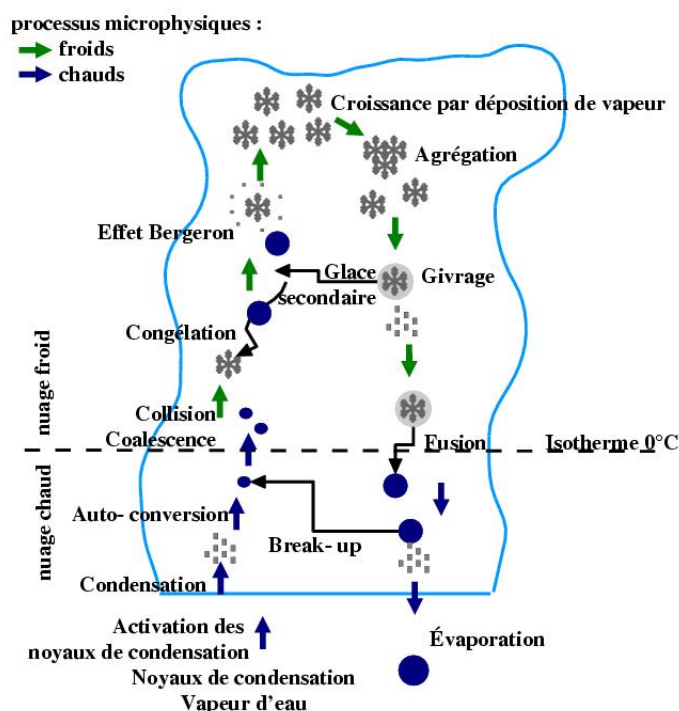 processus microphysiques :
froids
chauds
Croissance par déposition de vapeur
Agrégation
Effet Bergeron
Glace
secondaire
Givrage
Congélation
nuage froid
Collision
Coalescence
Fusion
Isotherme 0°C
nuage chaud
Auto- conversion
Break- up
Condensation
Activation des
noyaux de condensation
Évaporation
Noyaux de condensation
Vapeur d'eau